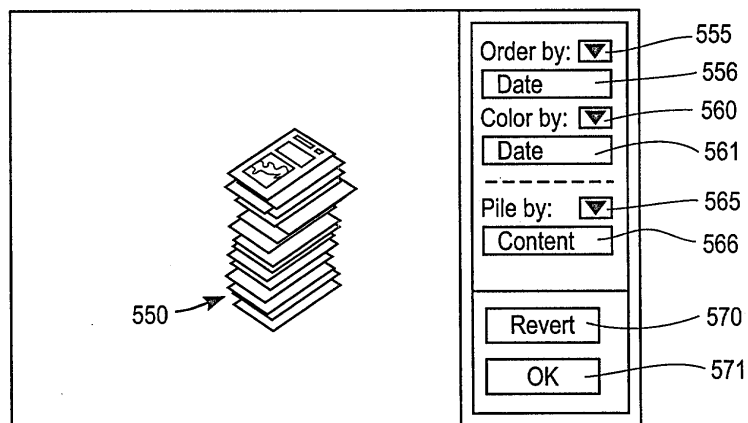 Order by:
555
Date
556
Color by:
560
Date
561
Pile by:
565
Content
566
550
Revert
570
OK
571